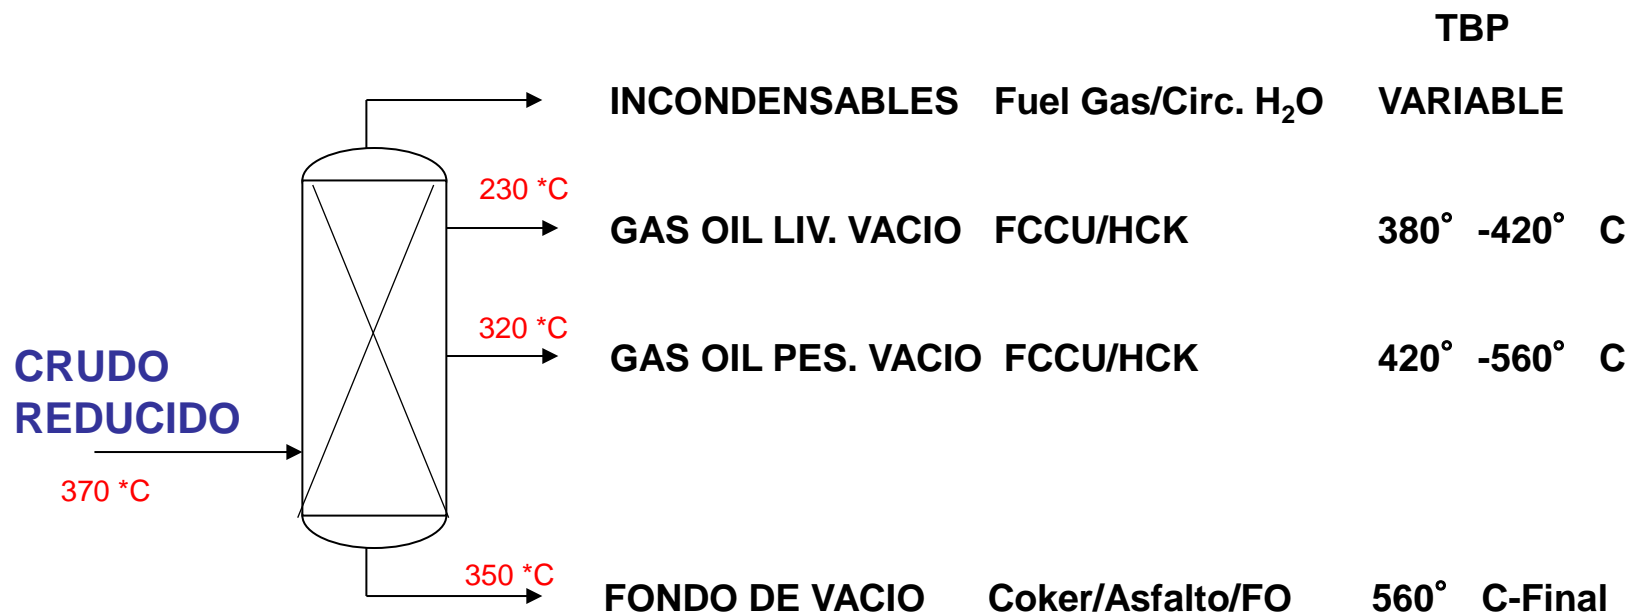 TBP
INCONDENSABLES Fuel Gas/Circ. H₂O VARIABLE
230 *C
GAS OIL LIV. VACIO FCCU/HCK 380° -420° C
320 *C
GAS OIL PES. VACIO FCCU/HCK 420° -560° C
CRUDO
REDUCIDO
370 *C
350 *C
FONDO DE VACIO Coker/Asfalto/FO 560° C-Final